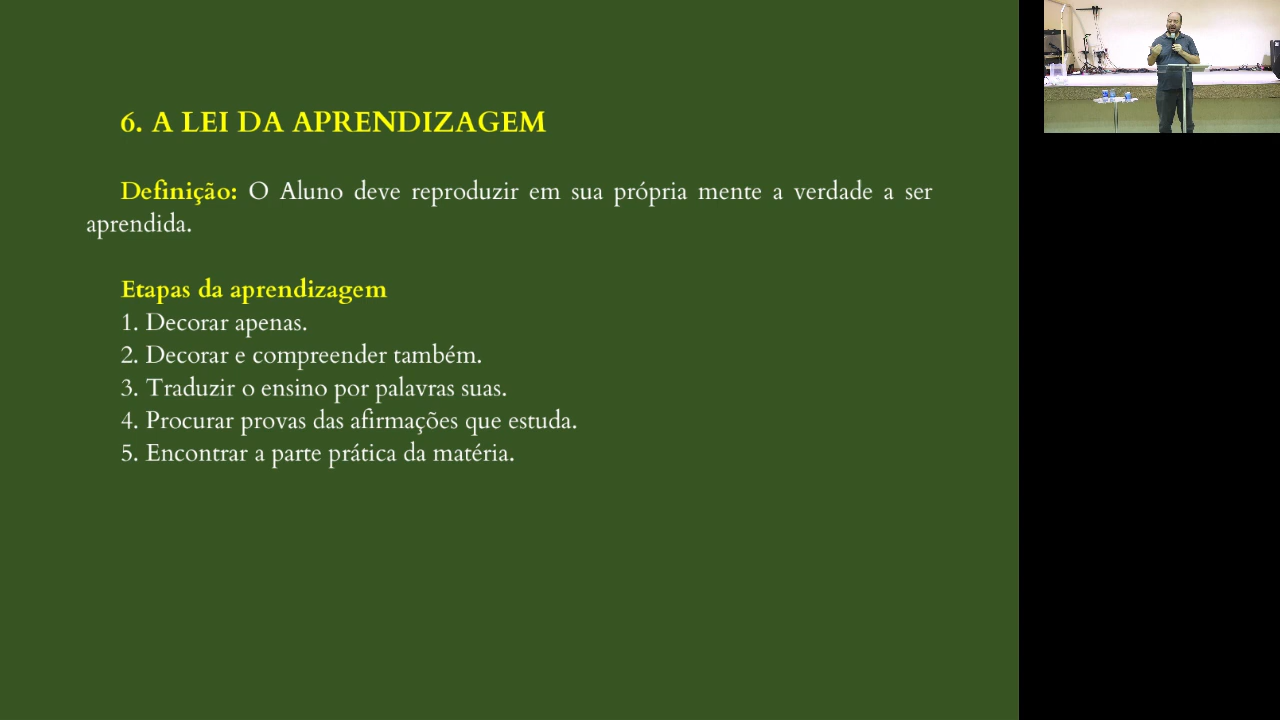 6. A LEI DA APRENDIZAGEM
Definição: O Aluno deve reproduzir em sua própria mente a verdade a ser
aprendida.
Etapas da aprendizagem
1. Decorar apenas.
2. Decorar e compreender também.
3. Traduzir o ensino por palavras suas.
4. Procurar provas das afirmações que estuda.
5. Encontrar a parte prática da matéria.